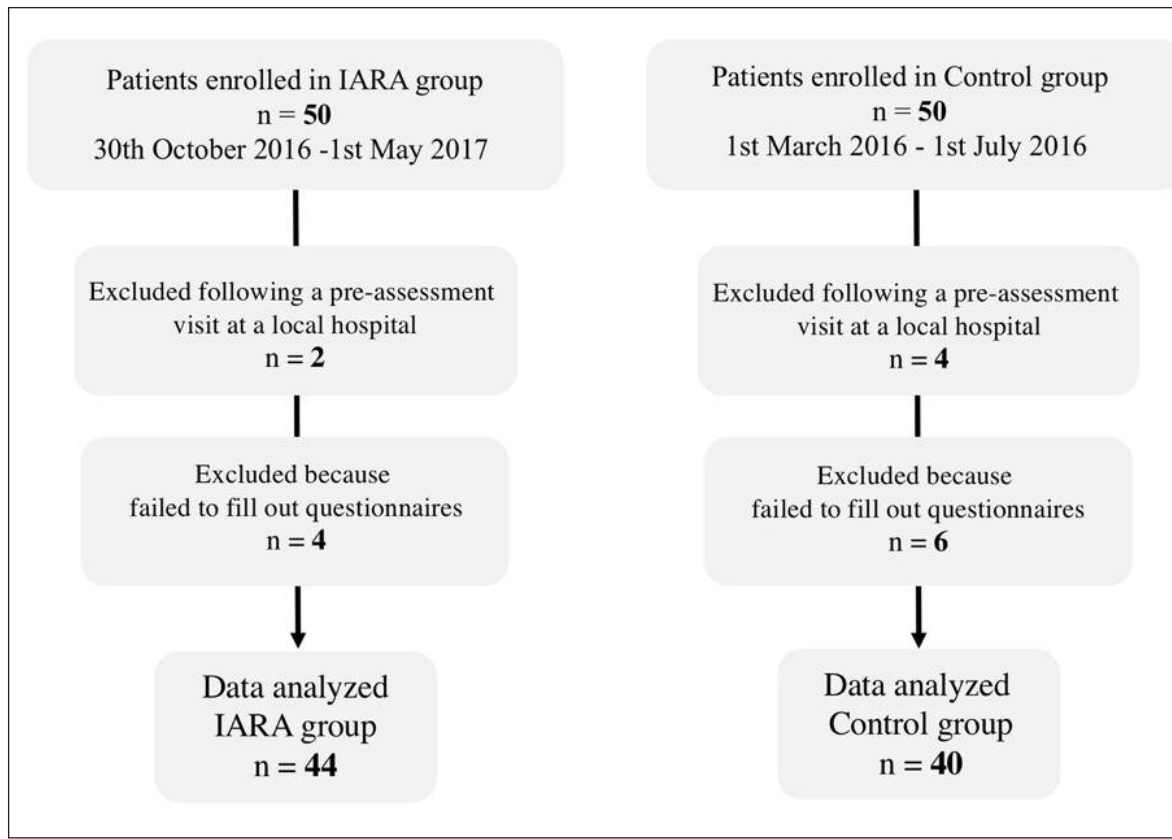 Patients enrolled in IARA group
n = 50
30th October 2016 -1st May 2017
Excluded following a pre-assessment
visit at a local hospital
n = 2
Excluded because
failed to fill out questionnaires
n = 4
Data analyzed
IARA group
n = 44
Patients enrolled in Control group
n = 50
1st March 2016 - 1st July 2016
Excluded following a pre-assessment
visit at a local hospital
n = 4
Excluded because
failed to fill out questionnaires
n = 6
Data analyzed
Control group
n = 40